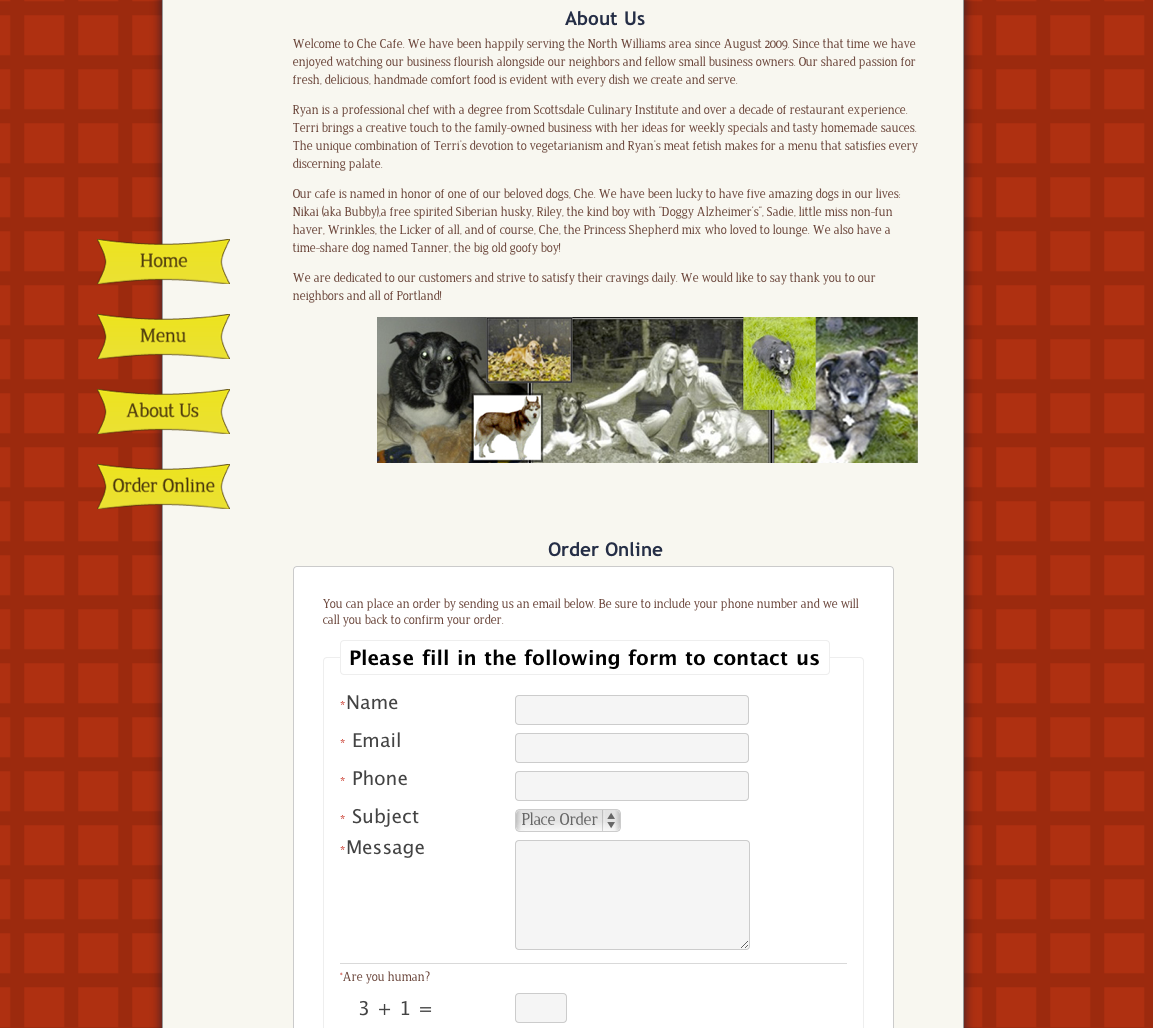 About Us
Welcome to Che Cafe. We have been happily serving the North Williams area since August 2009. Since that time we have
enjoyed watching our business flourish alongside our neighbors and fellow small business owners. Our shared passion for
fresh, delicious, handmade comfort food is evident with every dish we create and serve.
Ryan is a professional chef with a degree from Scottsdale Culinary Institute and over a decade of restaurant experience.
Terri brings a creative touch to the family-owned business with her ideas for weekly specials and tasty homemade sauces.
The unique combination of Terri's devotion to vegetarianism and Ryan's meat fetish makes for a menu that satisfies every
discerning palate.
Our cafe is named in honor of one of our beloved dogs, Che. We have been lucky to have five amazing dogs in our lives:
Nikai (aka Bubby),a free spirited Siberian husky, Riley, the kind boy with "Doggy Alzheimer's", Sadie, little miss non-fun
haver, Wrinkles, the Licker of all, and of course, Che, the Princess Shepherd mix who loved to lounge. We also have a
time-share dog named Tanner, the big old goofy boy!
We are dedicated to our customers and strive to satisfy their cravings daily. We would like to say thank you to our
neighbors and all of Portland!
Home
Menu
About Us
Order Online
Order Online
You can place an order by sending us an email below. Be sure to include your phone number and we will
call you back to confirm your order.
Please fill in the following form to contact us
*Name
* Email
* Phone
* Subject
Place Order
*Message
*Are you human?
3 + 1 =